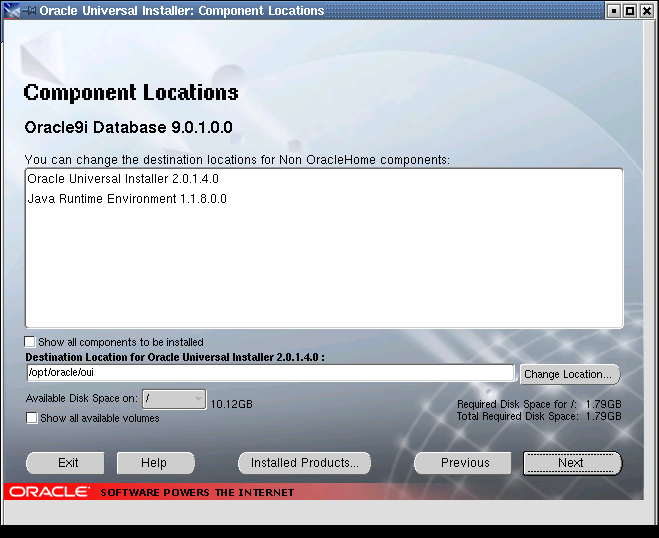 Oracle Universal Installer: Component Locations
Component Locations
Oracle9i Database 9.0.1.0.0
You can change the destination locations for Non OracleHome components:
Oracle Universal Installer 2.0.1.4.0
Java Runtime Environment 1.1.8.0.0
Show all components to be installed
Destination Location for Oracle Universal Installer 2.0.1.4.0 :
/opt/oracle/oui
Change Location...
Available Disk Space on: / 10.12GB
Show all available volumes
Required Disk Space for /: 1.79GB
Total Required Disk Space: 1.79GB
Exit Help Installed Products... Previous Next
ORACLE SOFTWARE POWERS THE INTERNET